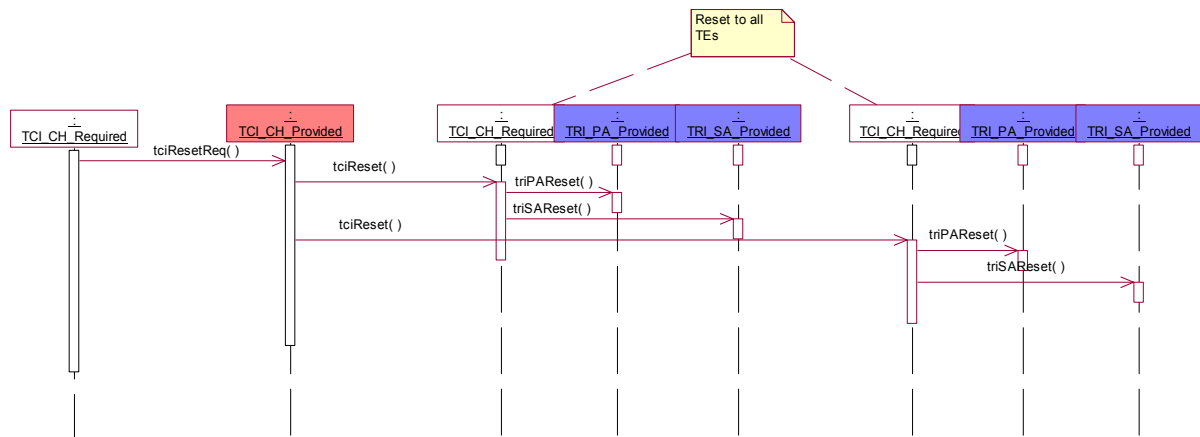 Reset to all
TEs
:
TCI_CH_Required
:
TCI_CH_Provided
:
TCI_CH_Required
:
TRI_PA_Provided
:
TRI_SA_Provided
:
TCI_CH_Required
:
TRI_PA_Provided
:
TRI_SA_Provided
tciResetReq( )
tciReset( )
triPAReset( )
triSAReset( )
tciReset( )
triPAReset( )
triSAReset( )